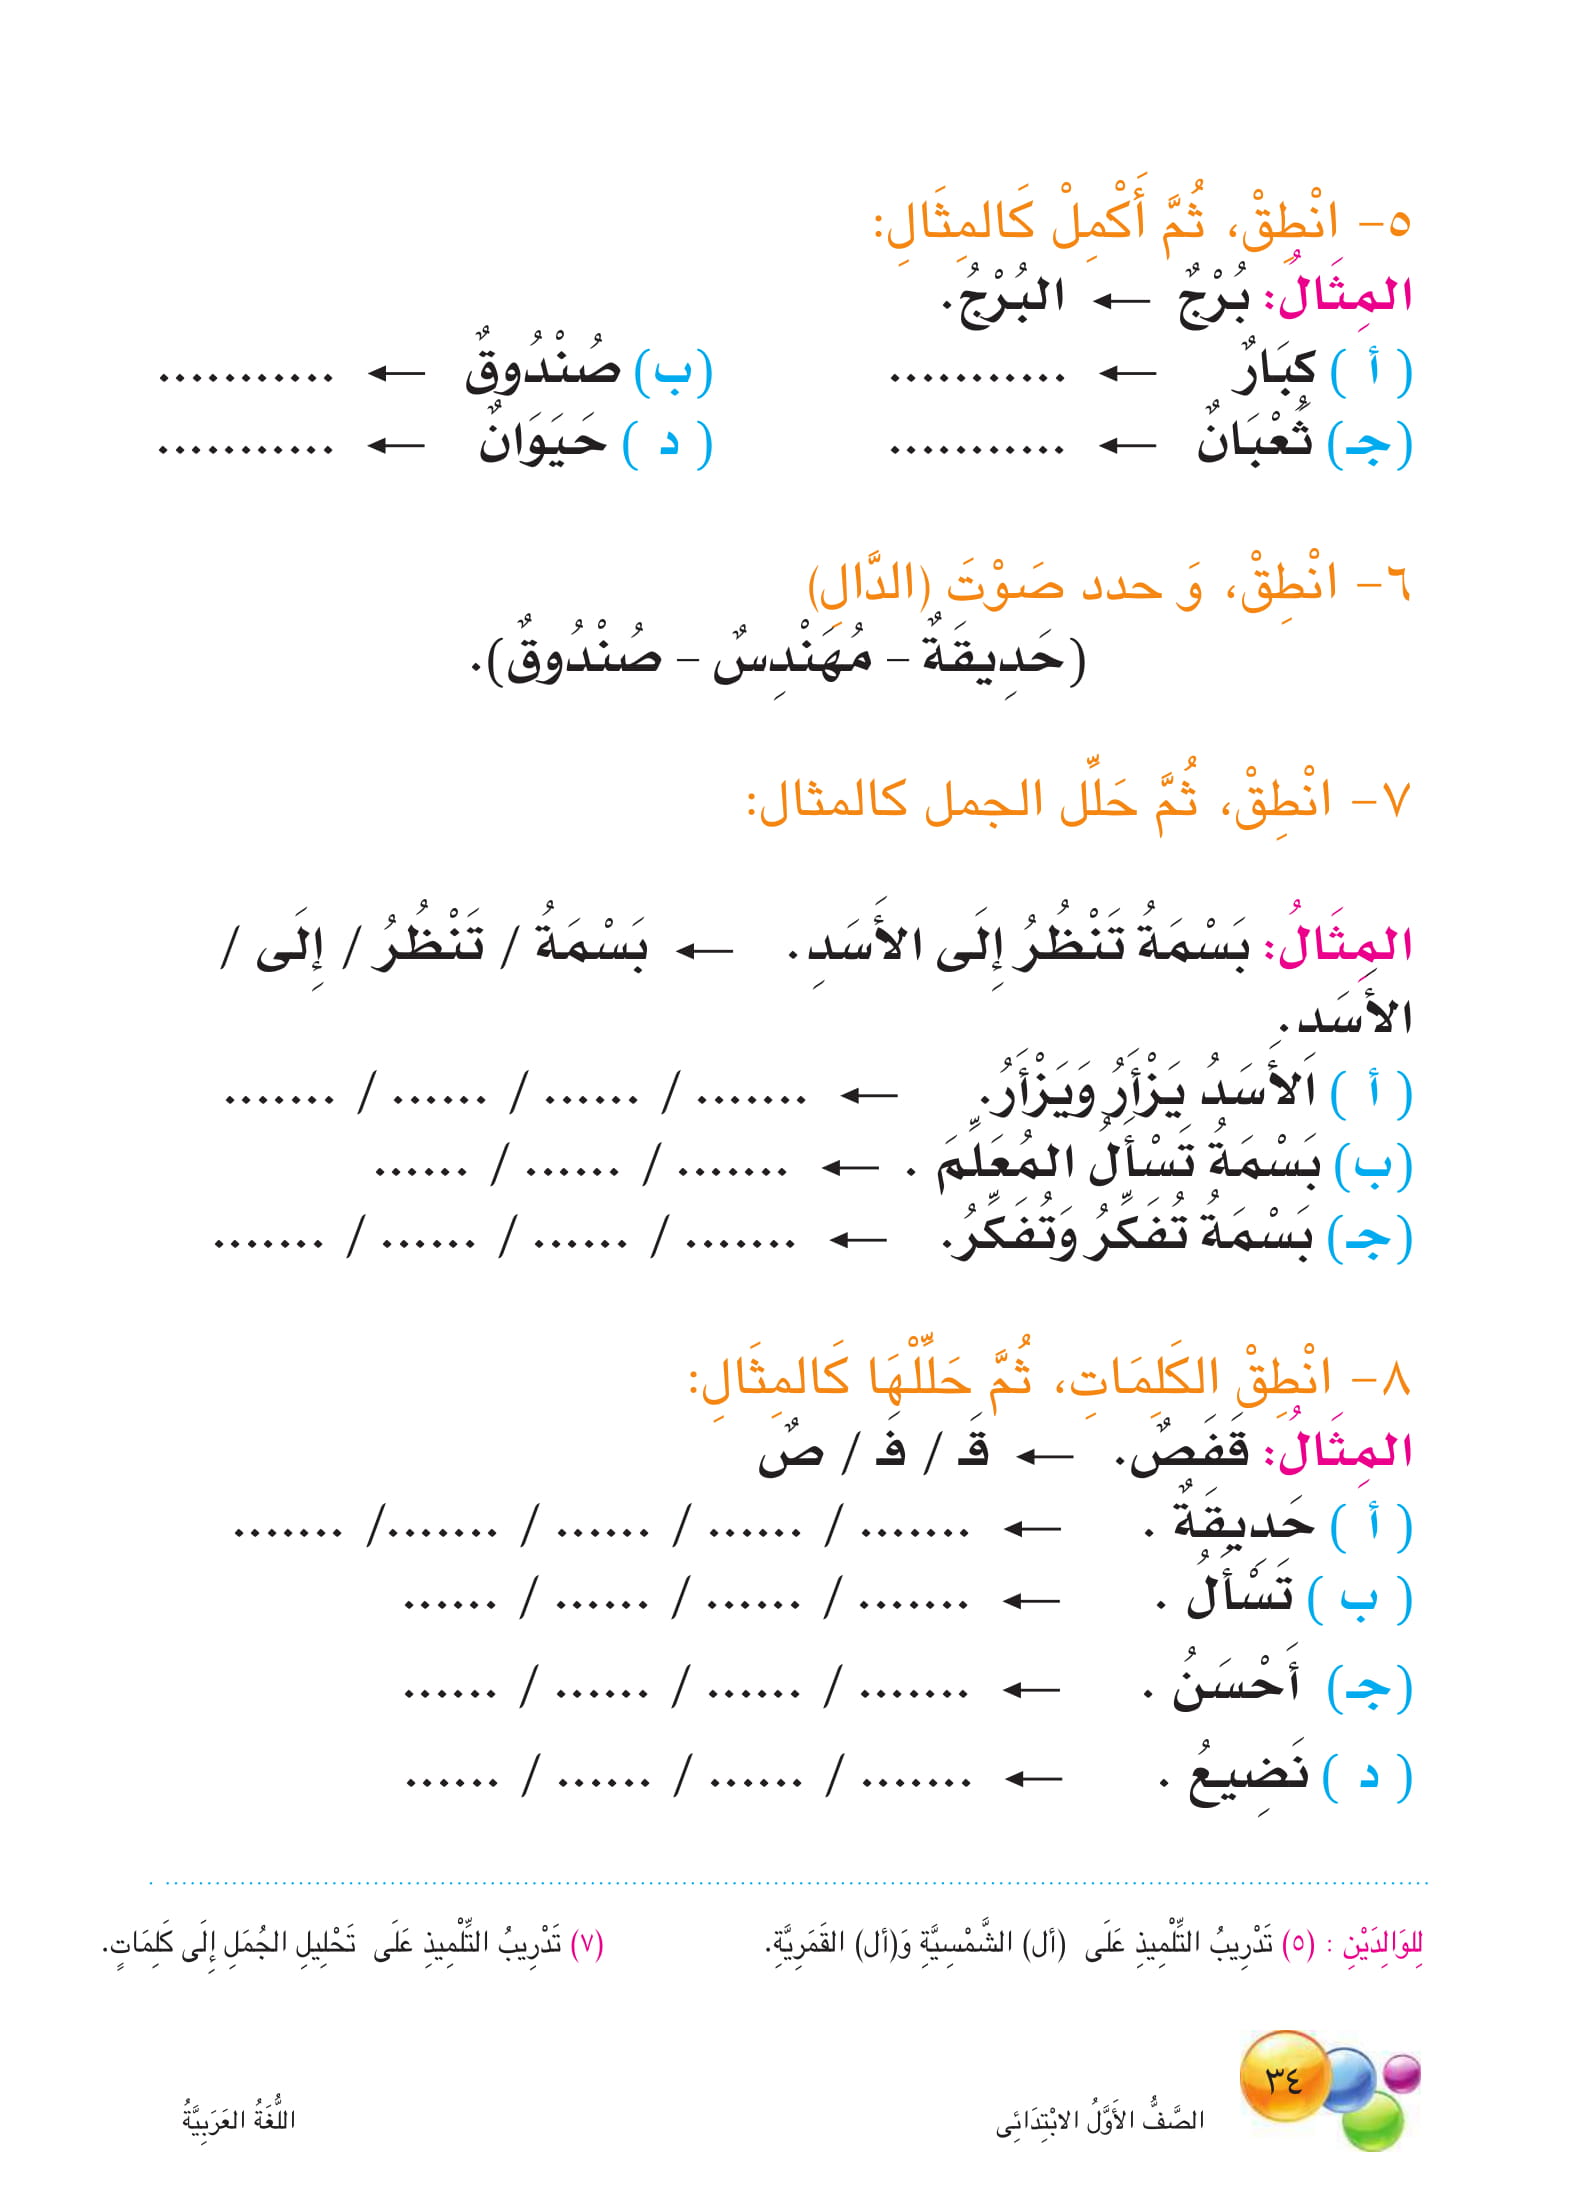 ٥- انْطِقْ، ثُمَّ أَكْمِلْ كَالمِثَالِ:
المِثَالُ: بُرْجٌ ← البُرْجُ.
( أ ) كِبَارٌ ← ........... (ب) صُنْدُوقٌ ← ...........
(جـ) ثُعْبَانٌ ← ........... ( د ) حَيَوَانٌ ← ...........
٦- انْطِقْ، وَ حدد صَوْتَ (الدَّالِ)
(حَدِيقَةٌ – مُهَنْدِسٌ – صُنْدُوقٌ).
٧- انْطِقْ، ثُمَّ حَلِّل الجمل كالمثال:
المِثَالُ: بَسْمَةُ تَنْظُرُ إِلَى الأَسَدِ. ← بَسْمَةُ / تَنْظُرُ / إِلَى /
الأَسَدِ.
( أ ) اَلأَسَدُ يَزْأَرُ وَيَزْأَرُ. ← ....... / ...... / ...... / .......
(ب) بَسْمَةُ تَسْأَلُ المُعَلِّمَ . ← ....... / ...... / ......
(جـ) بَسْمَةُ تُفَكِّرُ وَتُفَكِّرُ. ← ....... / ...... / ...... / .......
٨- انْطِقْ الكَلِمَاتِ، ثُمَّ حَلِّلْهَا كَالمِثَالِ:
المِثَالُ: قَفَصٌ. ← قَـ / فَـ / صٌ
( أ ) حَدِيقَةٌ . ← ....... / ...... / ...... / ......./ .......
( ب ) تَسْأَلُ . ← ....... / ...... / ...... / ......
(جـ) أَحْسَنُ . ← ....... / ...... / ...... / ......
( د ) نَضِيعُ . ← ....... / ...... / ...... / ......
لِلوَالِدَيْنِ : (٥) تَدْرِيبُ التِّلْمِيذِ عَلَى (أل) الشَّمْسِيَّةِ وَ(أل) القَمَرِيَّةِ. (٧) تَدْرِيبُ التِّلْمِيذِ عَلَى تَحْلِيلِ الجُمَلِ إِلَى كَلِمَاتٍ.
٣٤
الصَّفُّ الأَوَّلُ الابْتِدَائِى اللُّغَةُ العَرَبِيَّةُ